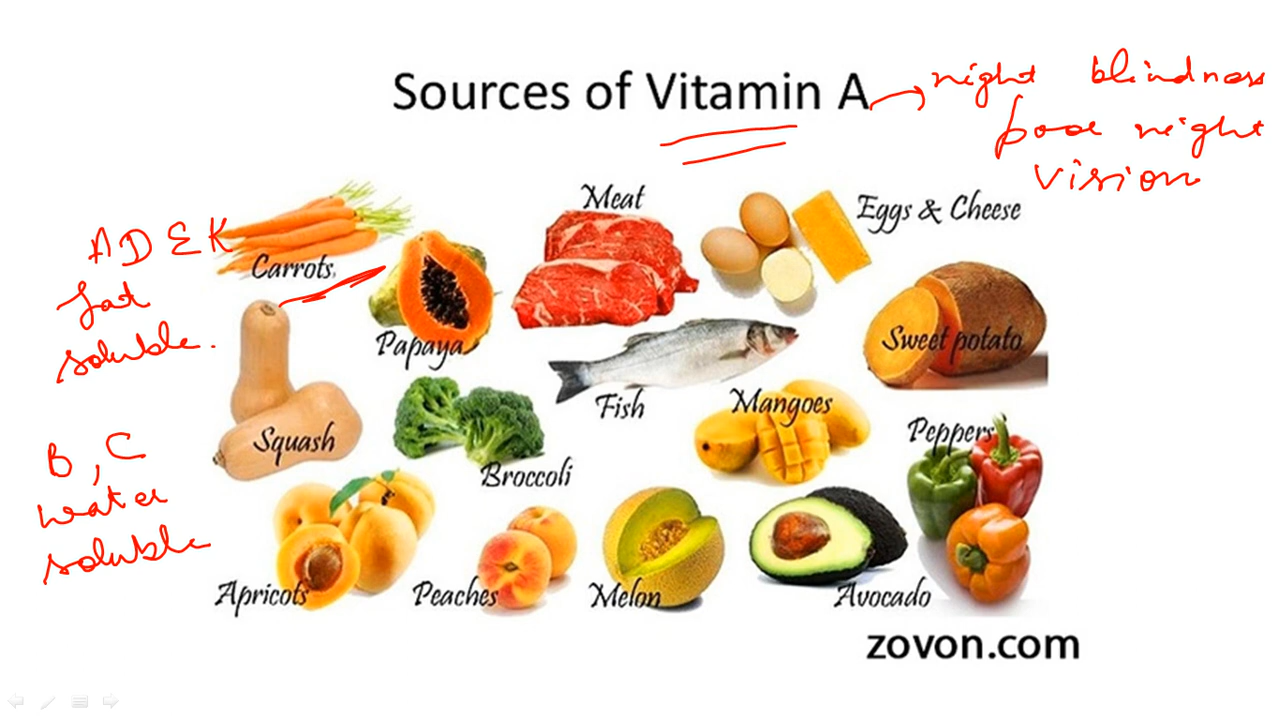 Sources of Vitamin A
night blindness
poor night
vision
Meat
Eggs & Cheese
A D E K
fat
soluble.
Carrots
Papaya
Sweet potato
Fish
Mangoes
Squash
Broccoli
Peppers
B, C
water
soluble
Apricots
Peaches
Melon
Avocado
zovon.com